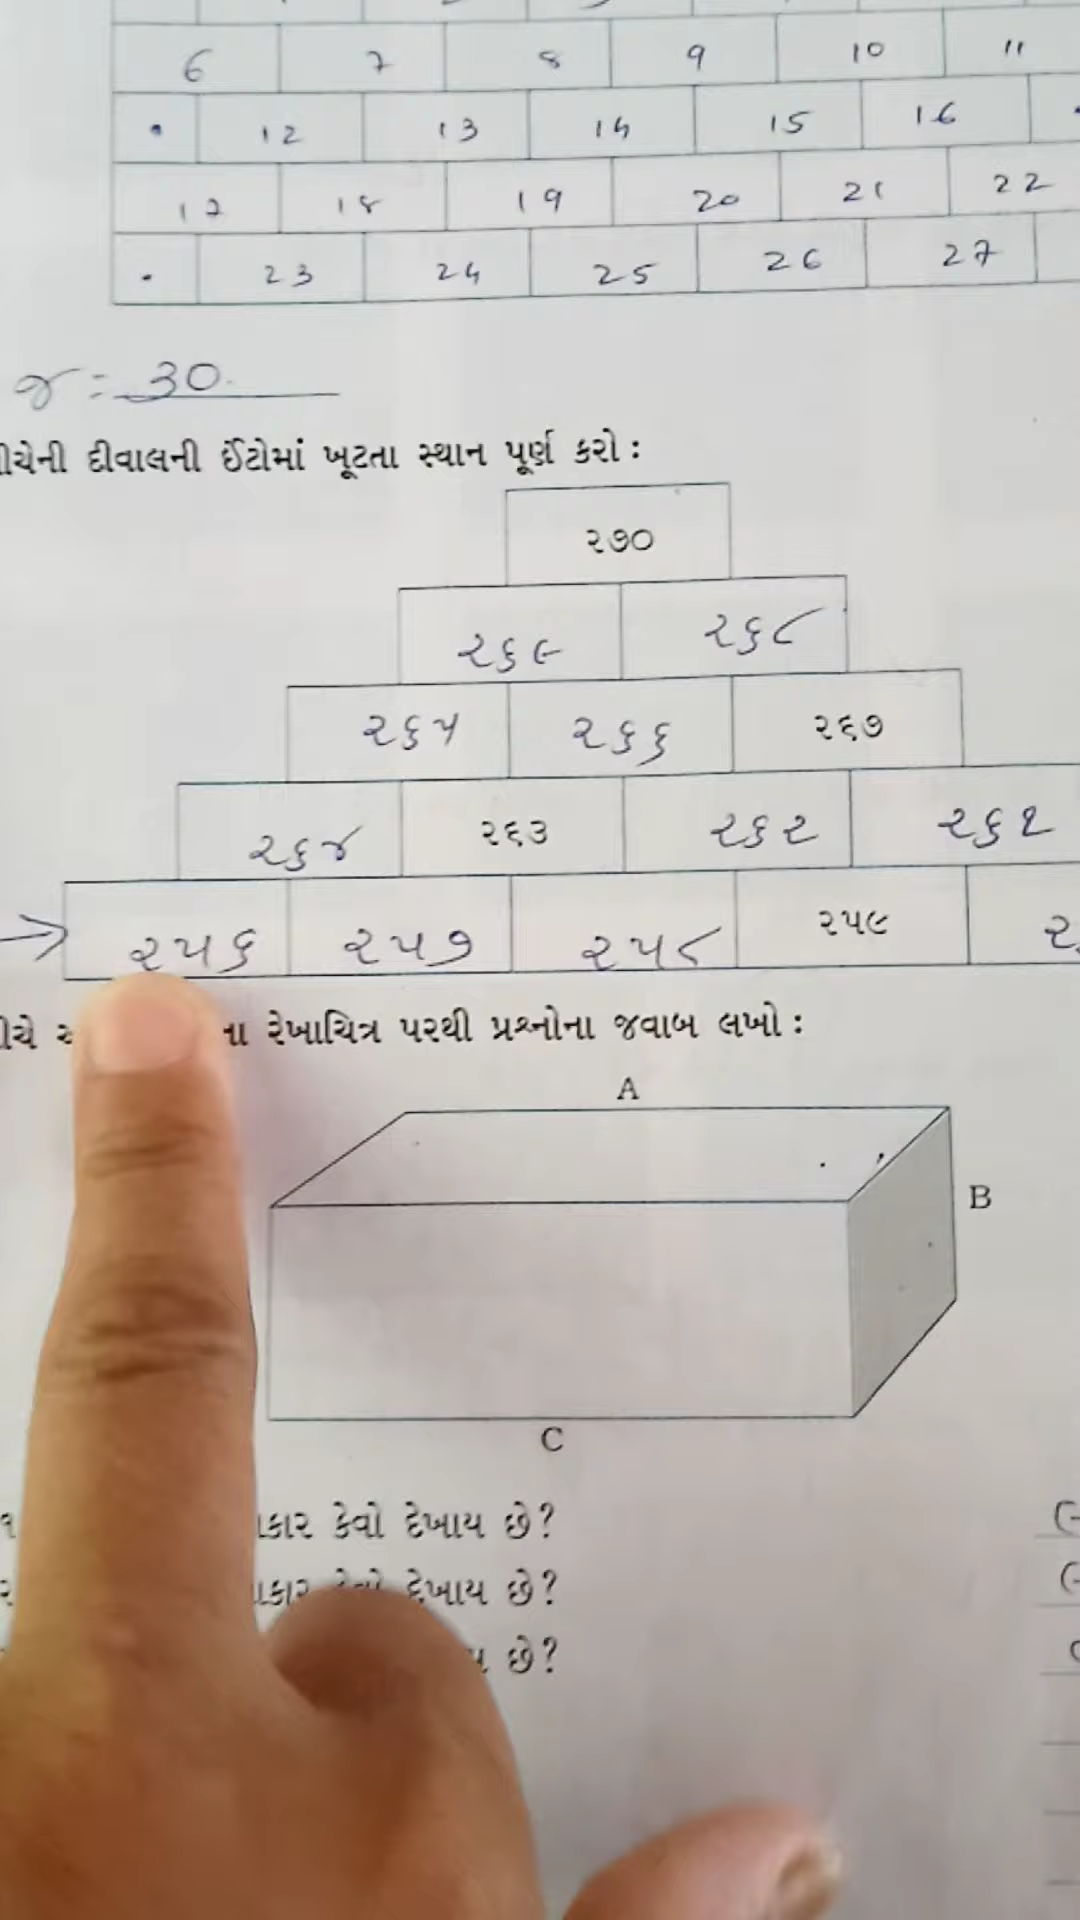 6 7 8 9 10 11
12 13 14 15 16
17 18 19 20 21 22
23 24 25 26 27
જ = 30.
દીવાલની ઈંટોમાં ખૂટતા સ્થાન પૂર્ણ કરો :
૨૭૦
૨૬૯ ૨૬૮
૨૬૫ ૨૬૬ ૨૬૭
૨૬૪ ૨૬૩ ૨૬૨ ૨૬૧
૨૫૬ ૨૫૭ ૨૫૮ ૨૫૯
રેખાચિત્ર પરથી પ્રશ્નોના જવાબ લખો :
A
B
C
કેવો દેખાય છે?
દેખાય છે?
છે?